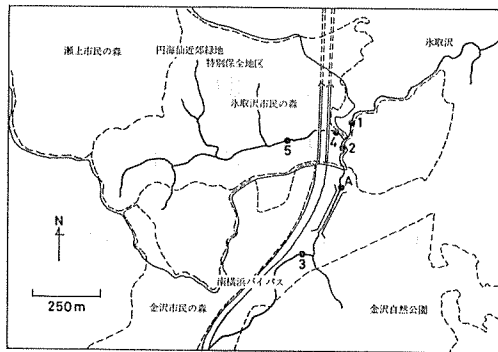 瀬上市民の森
円海山近郊緑地
特別保全地区
氷取沢
氷取沢市民の森
1
4
2
5
A
N
3
250m
南横浜バイパス
金沢市民の森
金沢自然公園